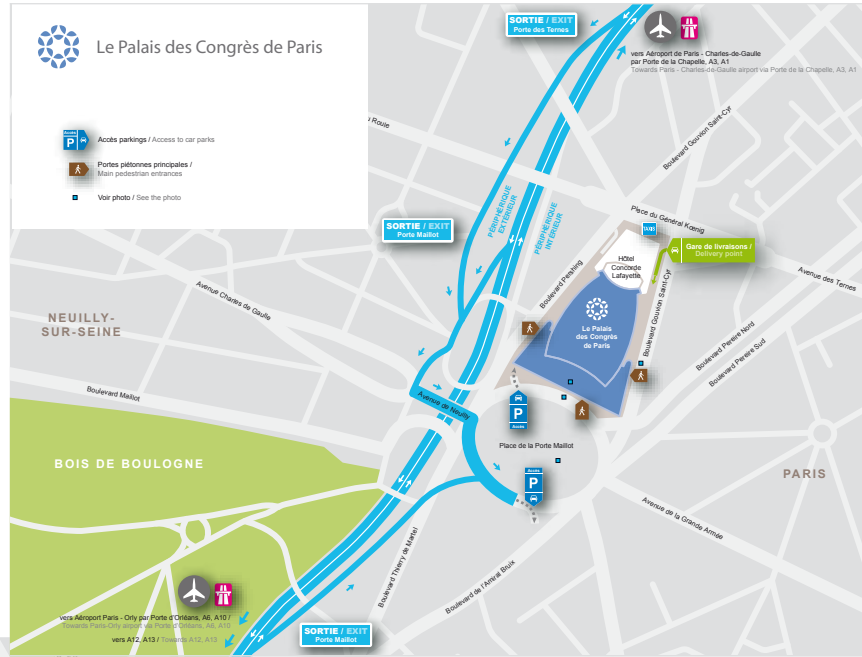 Le Palais des Congrès de Paris
Accès
P
Accès parkings / Access to car parks
Portes piétonnes principales /
Main pedestrian entrances
Voir photo / See the photo
SORTIE / EXIT
Porte des Ternes
vers Aéroport de Paris - Charles-de-Gaulle
par Porte de la Chapelle, A3, A1
Towards Paris - Charles-de-Gaulle airport via Porte de la Chapelle, A3, A1
u Roule
Boulevard Gouvion Saint-Cyr
PÉRIPHÉRIQUE
EXTÉRIEUR
PÉRIPHÉRIQUE
INTÉRIEUR
SORTIE / EXIT
Porte Maillot
Place du Général Kœnig
TAXIS
Gare de livraisons /
Delivery point
Hôtel
Concorde
Lafayette
Boulevard Pershing
Avenue des Ternes
Avenue Charles de Gaulle
NEUILLY-
SUR-SEINE
Le Palais
des Congrès
de Paris
Boulevard Gouvion Saint-Cyr
Boulevard Pereire Nord
Boulevard Pereire Sud
Boulevard Maillot
Avenue de Neuilly
P
Accès
Place de la Porte Maillot
BOIS DE BOULOGNE
Accès
P
PARIS
Avenue de la Grande Armée
Boulevard Thierry de Martel
Boulevard de l'Amiral Bruix
vers Aéroport Paris - Orly par Porte d'Orléans, A6, A10 /
Towards Paris-Orly airport via Porte d'Orléans, A6, A10
vers A12, A13 / Towards A12, A13
SORTIE / EXIT
Porte Maillot